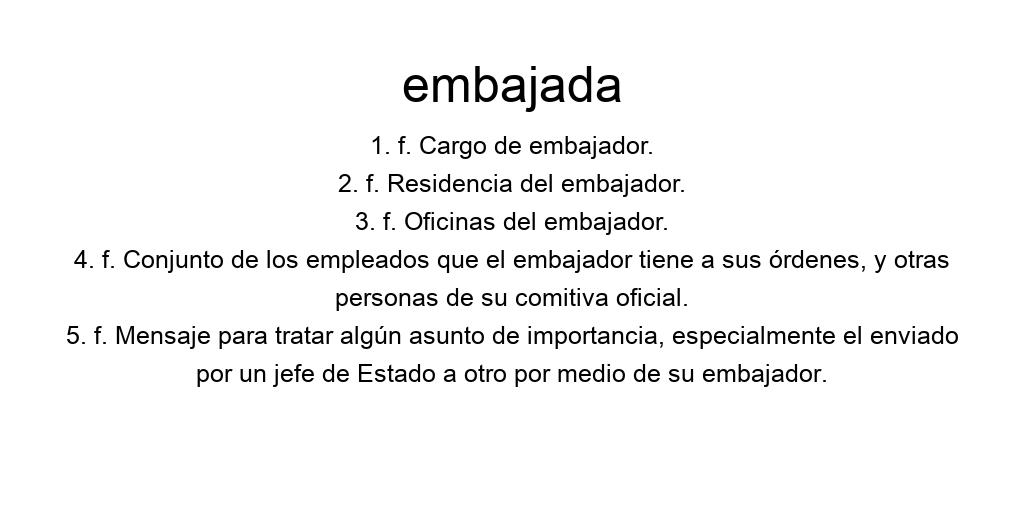 embajada
1. f. Cargo de embajador.
2. f. Residencia del embajador.
3. f. Oficinas del embajador.
4. f. Conjunto de los empleados que el embajador tiene a sus órdenes, y otras
personas de su comitiva oficial.
5. f. Mensaje para tratar algún asunto de importancia, especialmente el enviado
por un jefe de Estado a otro por medio de su embajador.